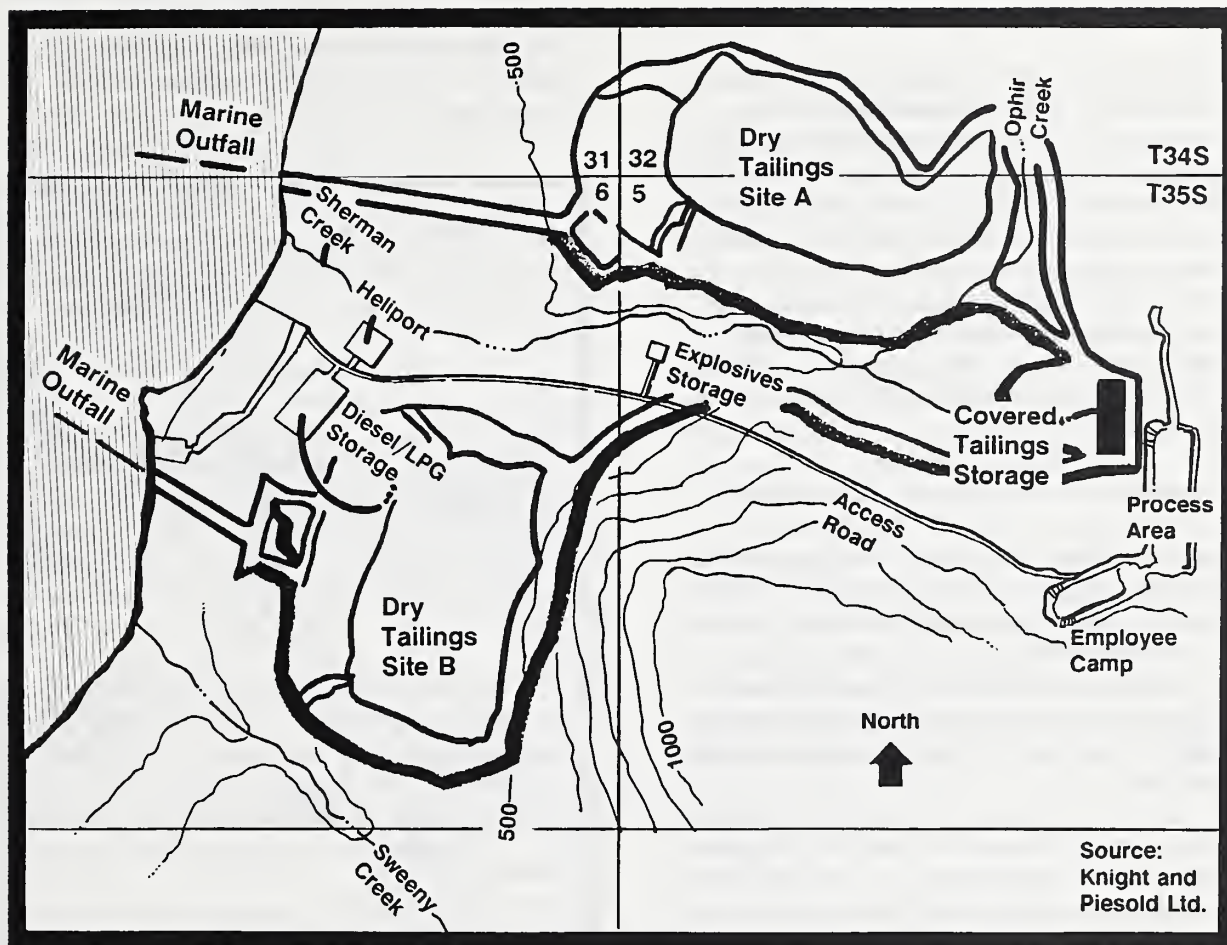 Marine
Outfall
500
Ophir
Creek
Dry
Tailings
Site A
31 32
6 5
T34S
T35S
Sherman
Creek
Heliport
Marine
Outfall
Explosives
Storage
Diesel/LPG
Storage
Covered
Tailings
Storage
Access
Road
Process
Area
Dry
Tailings
Site B
Employee
Camp
1000
North
500
Sweeny
Creek
Source:
Knight and
Piesold Ltd.